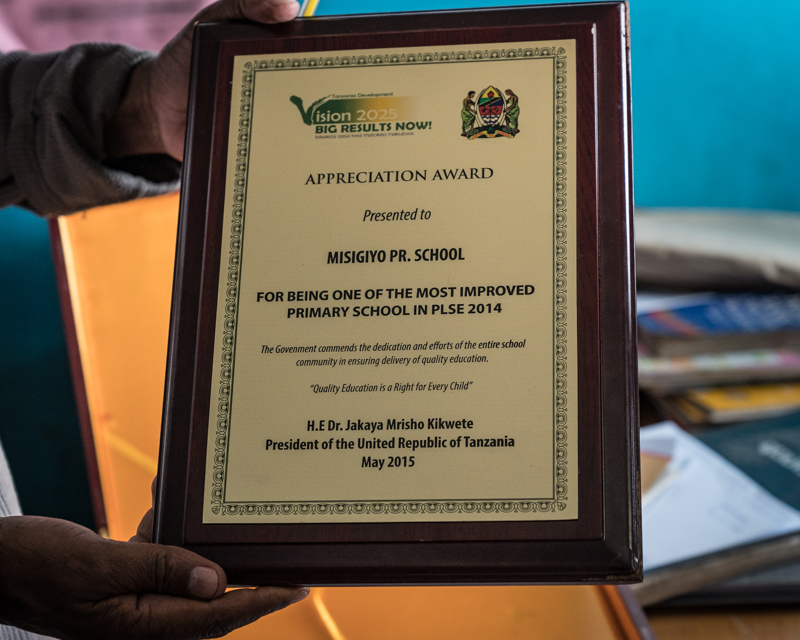 Tanzania Development
Vision 2025
BIG RESULTS NOW!
APPRECIATION AWARD
Presented to
MISIGIYO PR. SCHOOL
FOR BEING ONE OF THE MOST IMPROVED
PRIMARY SCHOOL IN PLSE 2014
The Govenment commends the dedication and efforts of the entire school
community in ensuring delivery of quality education.
“Quality Education is a Right for Every Child”
H.E Dr. Jakaya Mrisho Kikwete
President of the United Republic of Tanzania
May 2015